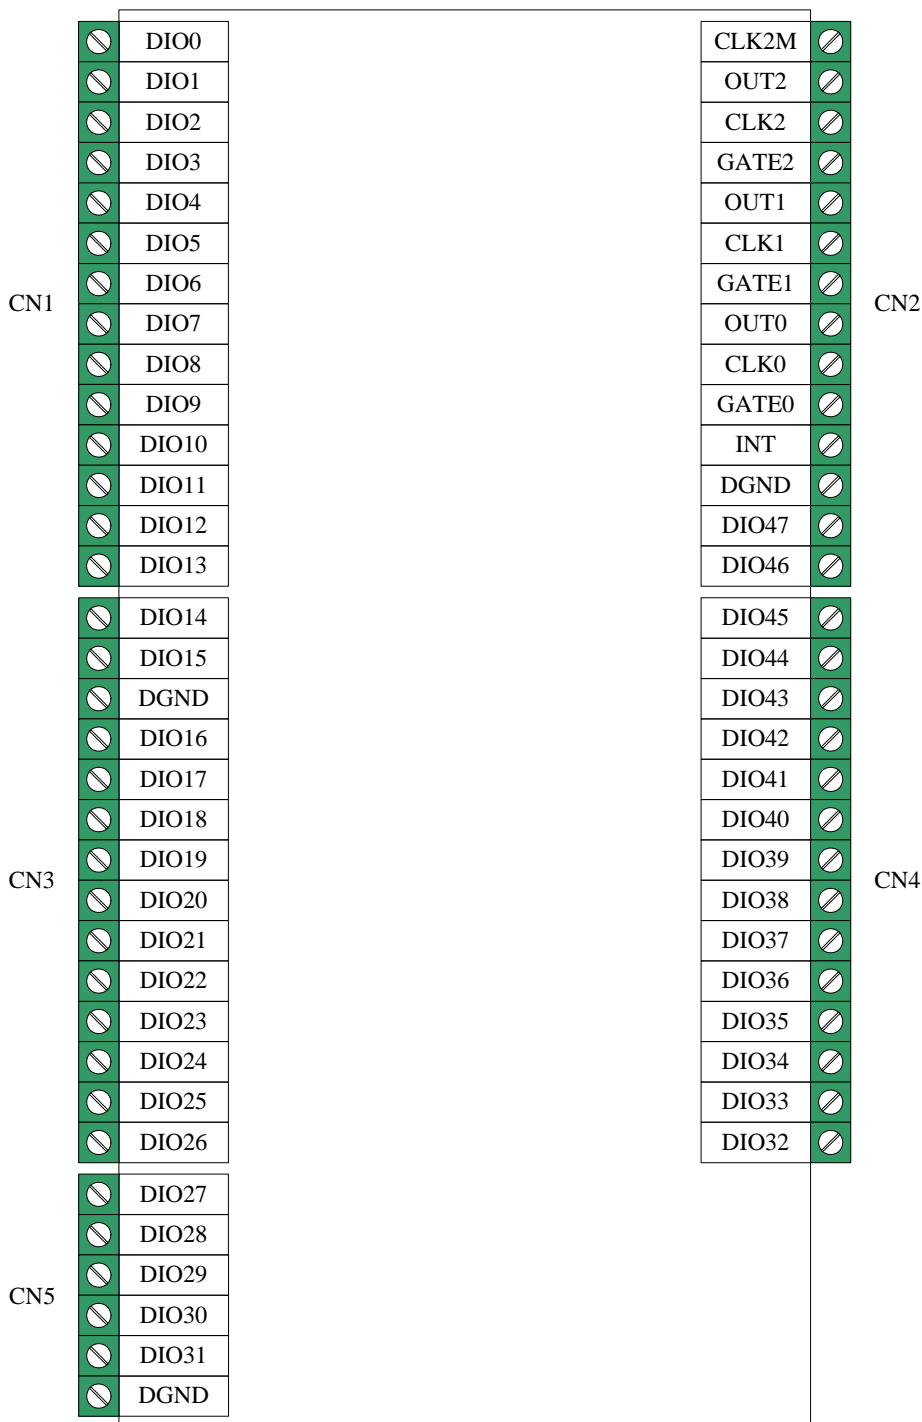 DIO0
DIO1
DIO2
DIO3
DIO4
DIO5
DIO6
CN1
DIO7
DIO8
DIO9
DIO10
DIO11
DIO12
DIO13
CLK2M
OUT2
CLK2
GATE2
OUT1
CLK1
GATE1
CN2
OUT0
CLK0
GATE0
INT
DGND
DIO47
DIO46
DIO14
DIO15
DGND
DIO16
DIO17
DIO18
DIO19
CN3
DIO20
DIO21
DIO22
DIO23
DIO24
DIO25
DIO26
DIO45
DIO44
DIO43
DIO42
DIO41
DIO40
DIO39
CN4
DIO38
DIO37
DIO36
DIO35
DIO34
DIO33
DIO32
DIO27
DIO28
DIO29
CN5
DIO30
DIO31
DGND